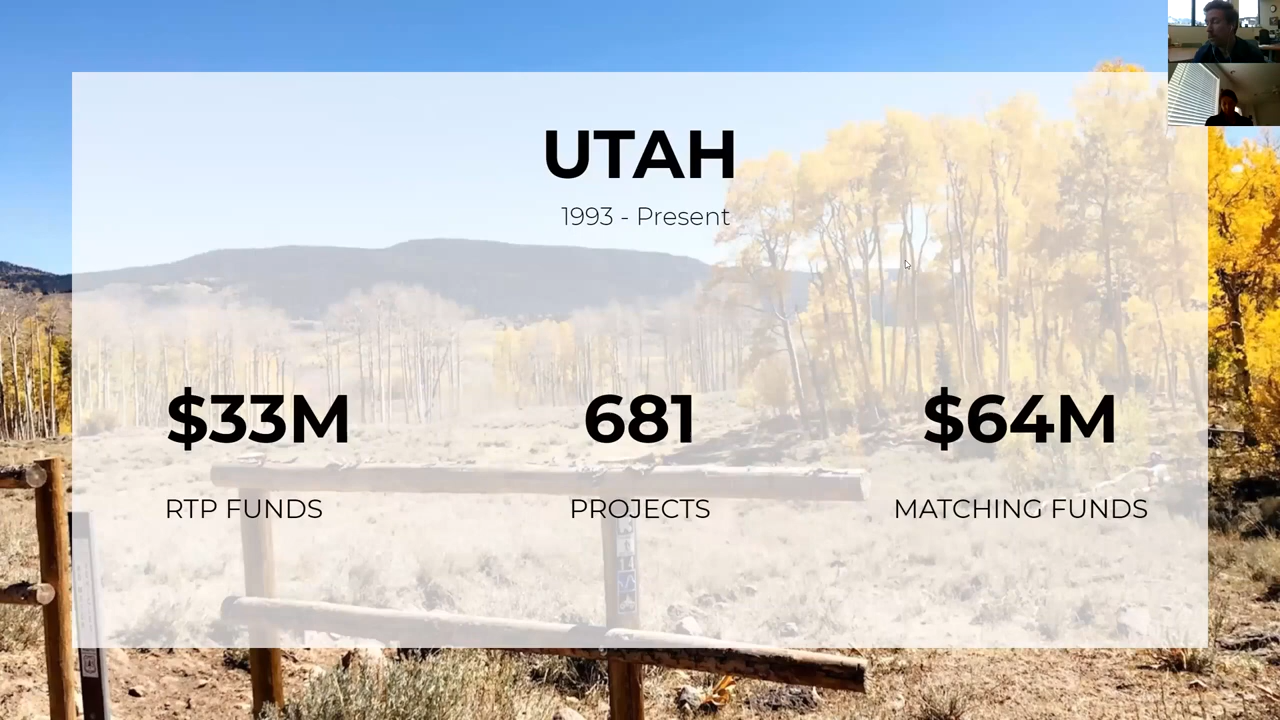 UTAH
1993 - Present
$33M 681 $64M
RTP FUNDS PROJECTS MATCHING FUNDS